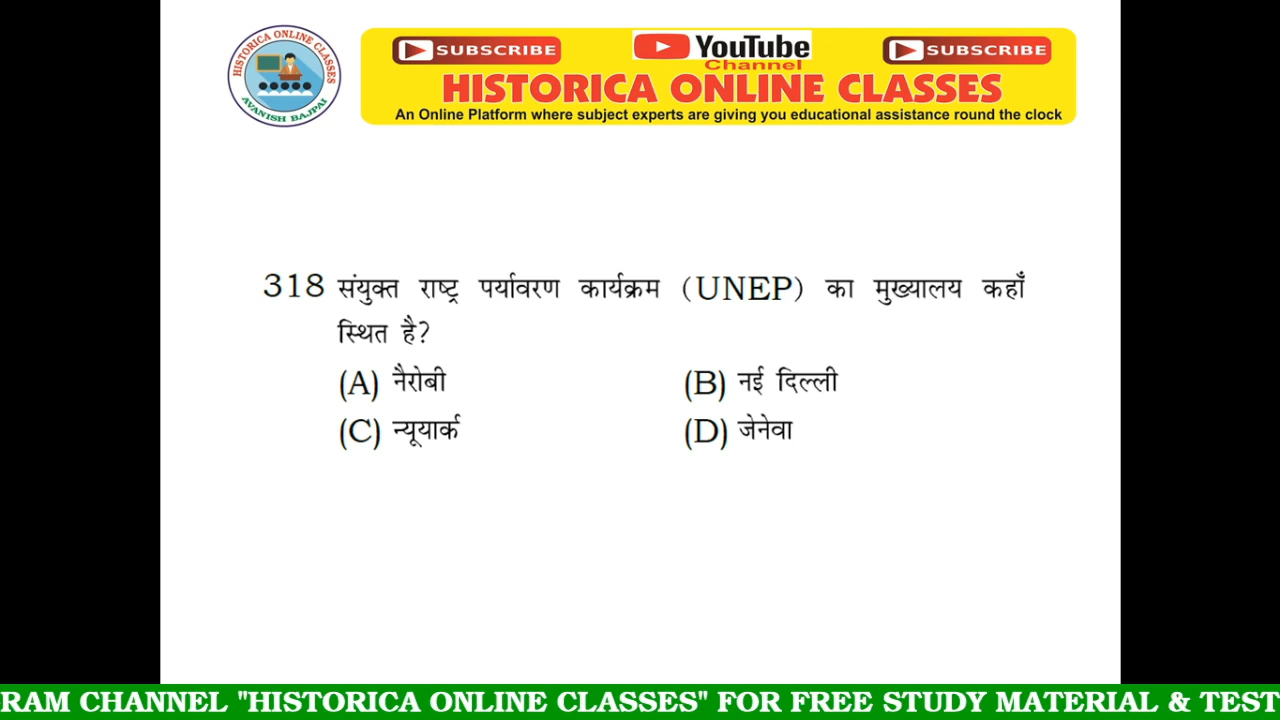 HISTORICA ONLINE CLASSES
AVANISH BAJPAI
SUBSCRIBE
YouTube
SUBSCRIBE
Channel
HISTORICA ONLINE CLASSES
An Online Platform where subject experts are giving you educational assistance round the clock
318 संयुक्त राष्ट्र पर्यावरण कार्यक्रम (UNEP) का मुख्यालय कहाँ
स्थित है?
(A) नैरोबी (B) नई दिल्ली
(C) न्यूयार्क (D) जेनेवा
RAM CHANNEL "HISTORICA ONLINE CLASSES" FOR FREE STUDY MATERIAL & TEST